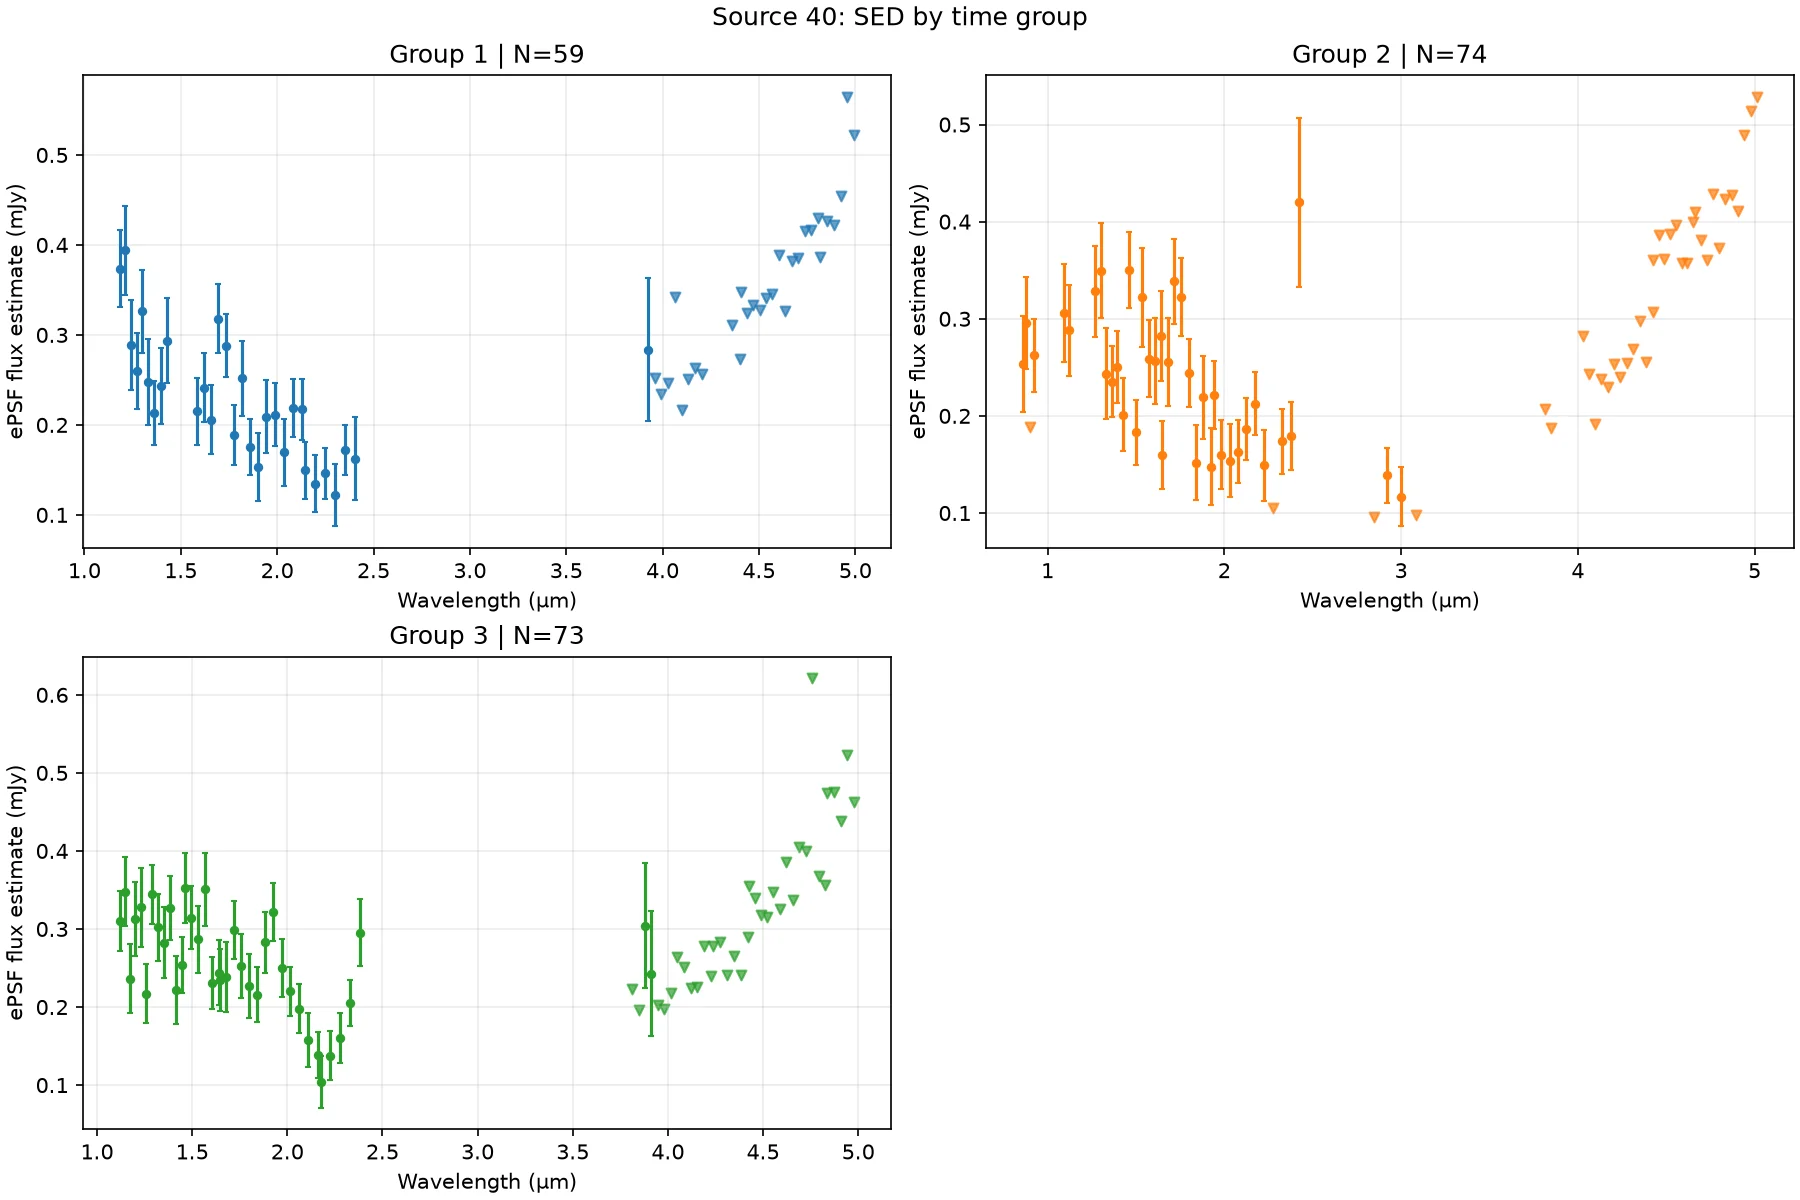 Source 40: SED by time group
Group 1 | N=59
ePSF flux estimate (mJy)
0.5
0.4
0.3
0.2
0.1
1.0 1.5 2.0 2.5 3.0 3.5 4.0 4.5 5.0
Wavelength (μm)
Group 2 | N=74
ePSF flux estimate (mJy)
0.5
0.4
0.3
0.2
0.1
1 2 3 4 5
Wavelength (μm)
Group 3 | N=73
ePSF flux estimate (mJy)
0.6
0.5
0.4
0.3
0.2
0.1
1.0 1.5 2.0 2.5 3.0 3.5 4.0 4.5 5.0
Wavelength (μm)